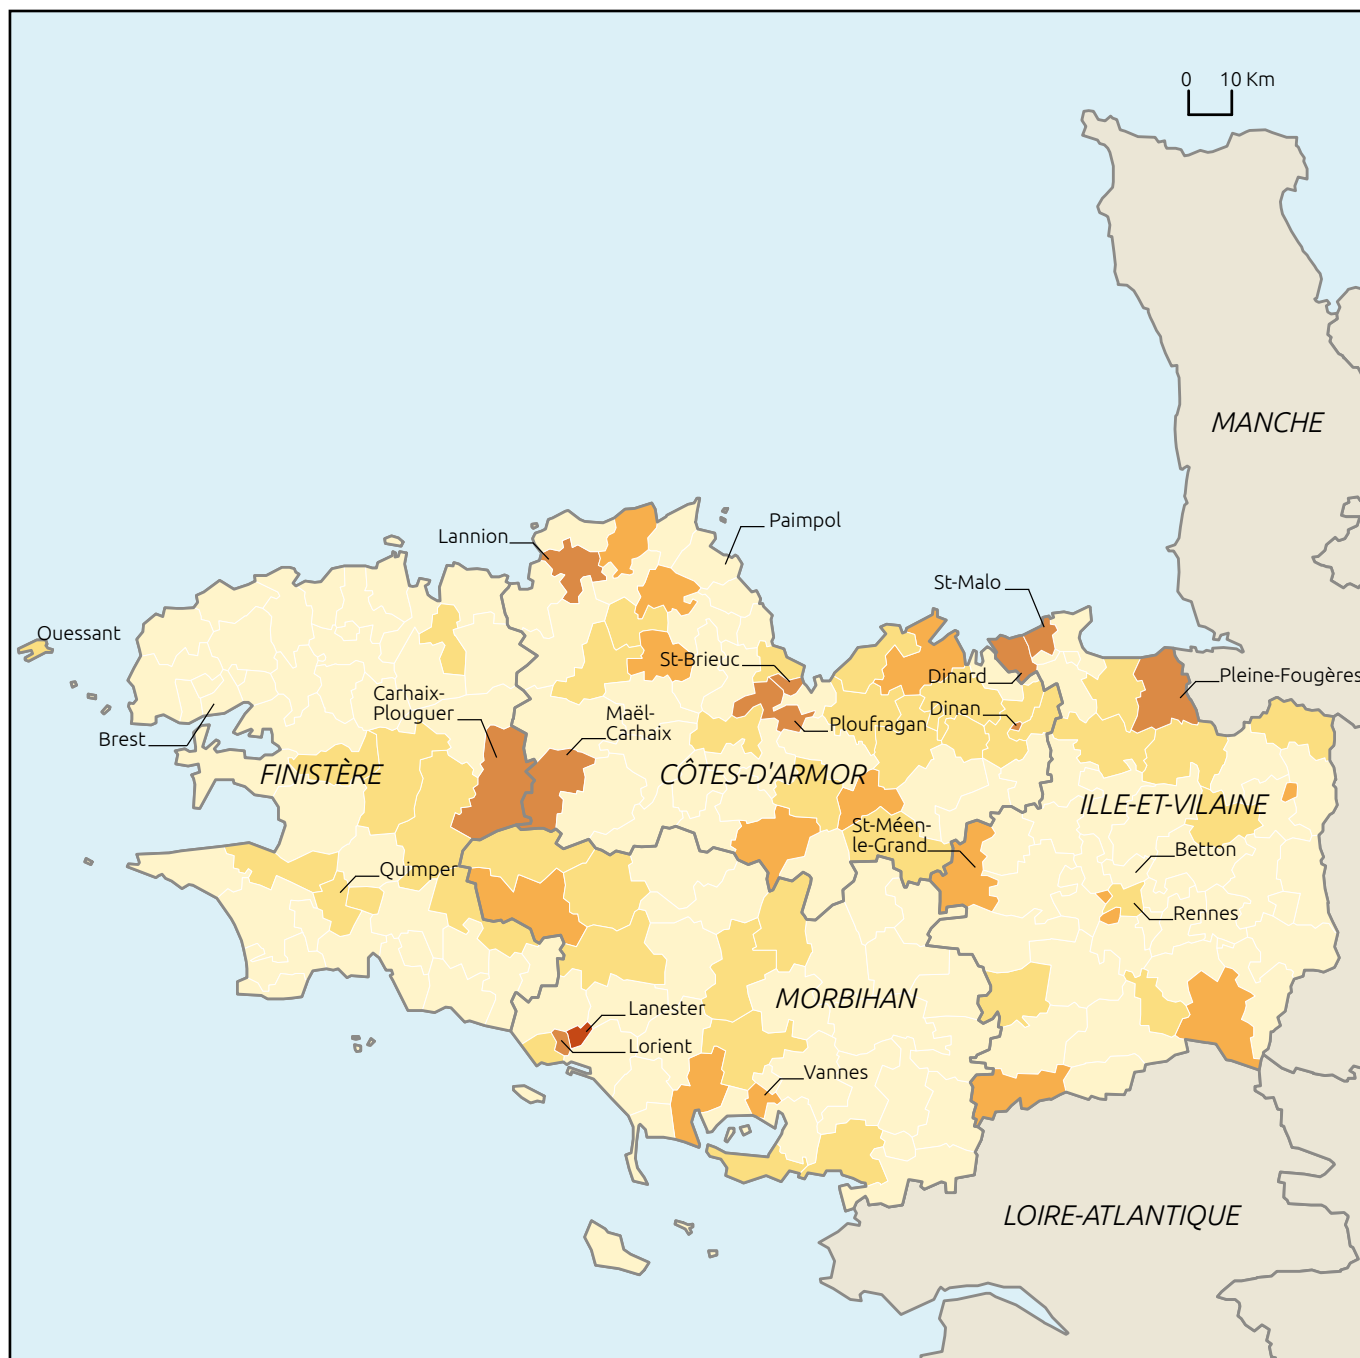 0 10 Km
MANCHE
Paimpol
Lannion
St-Malo
Ouessant
St-Brieuc
Dinard
Pleine-Fougères
Carhaix-
Plouguer
Maël-
Carhaix
Dinan
Ploufragan
Brest
FINISTÈRE
CÔTES-D'ARMOR
ILLE-ET-VILAINE
St-Méen-
le-Grand
Betton
Quimper
Rennes
MORBIHAN
Lanester
Lorient
Vannes
LOIRE-ATLANTIQUE